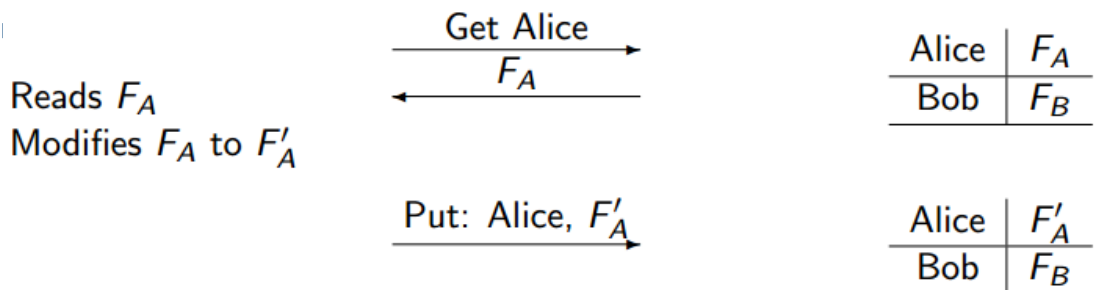 Get Alice
F_A
Reads F_A
Modifies F_A to F'_A
Alice F_A
Bob F_B
Put: Alice, F'_A
Alice F'_A
Bob F_B